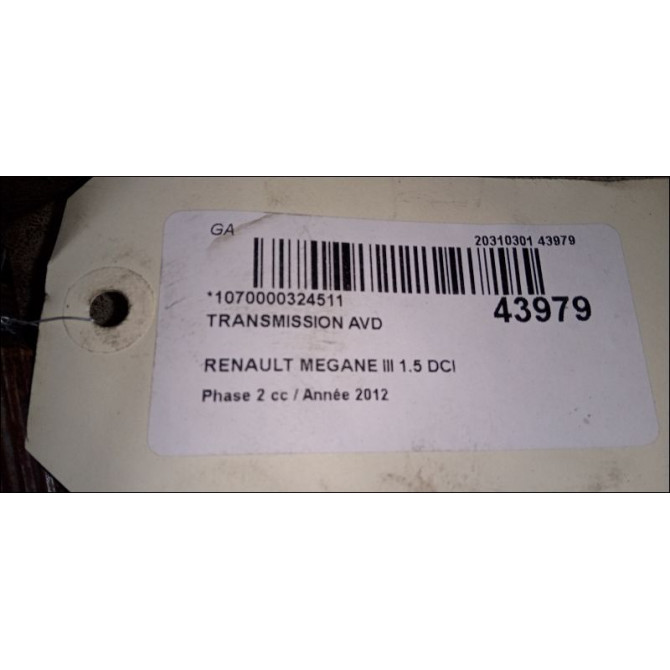 GA
20310301 43979
*1070000324511
43979
TRANSMISSION AVD
RENAULT MEGANE III 1.5 DCI
Phase 2 cc / Année 2012